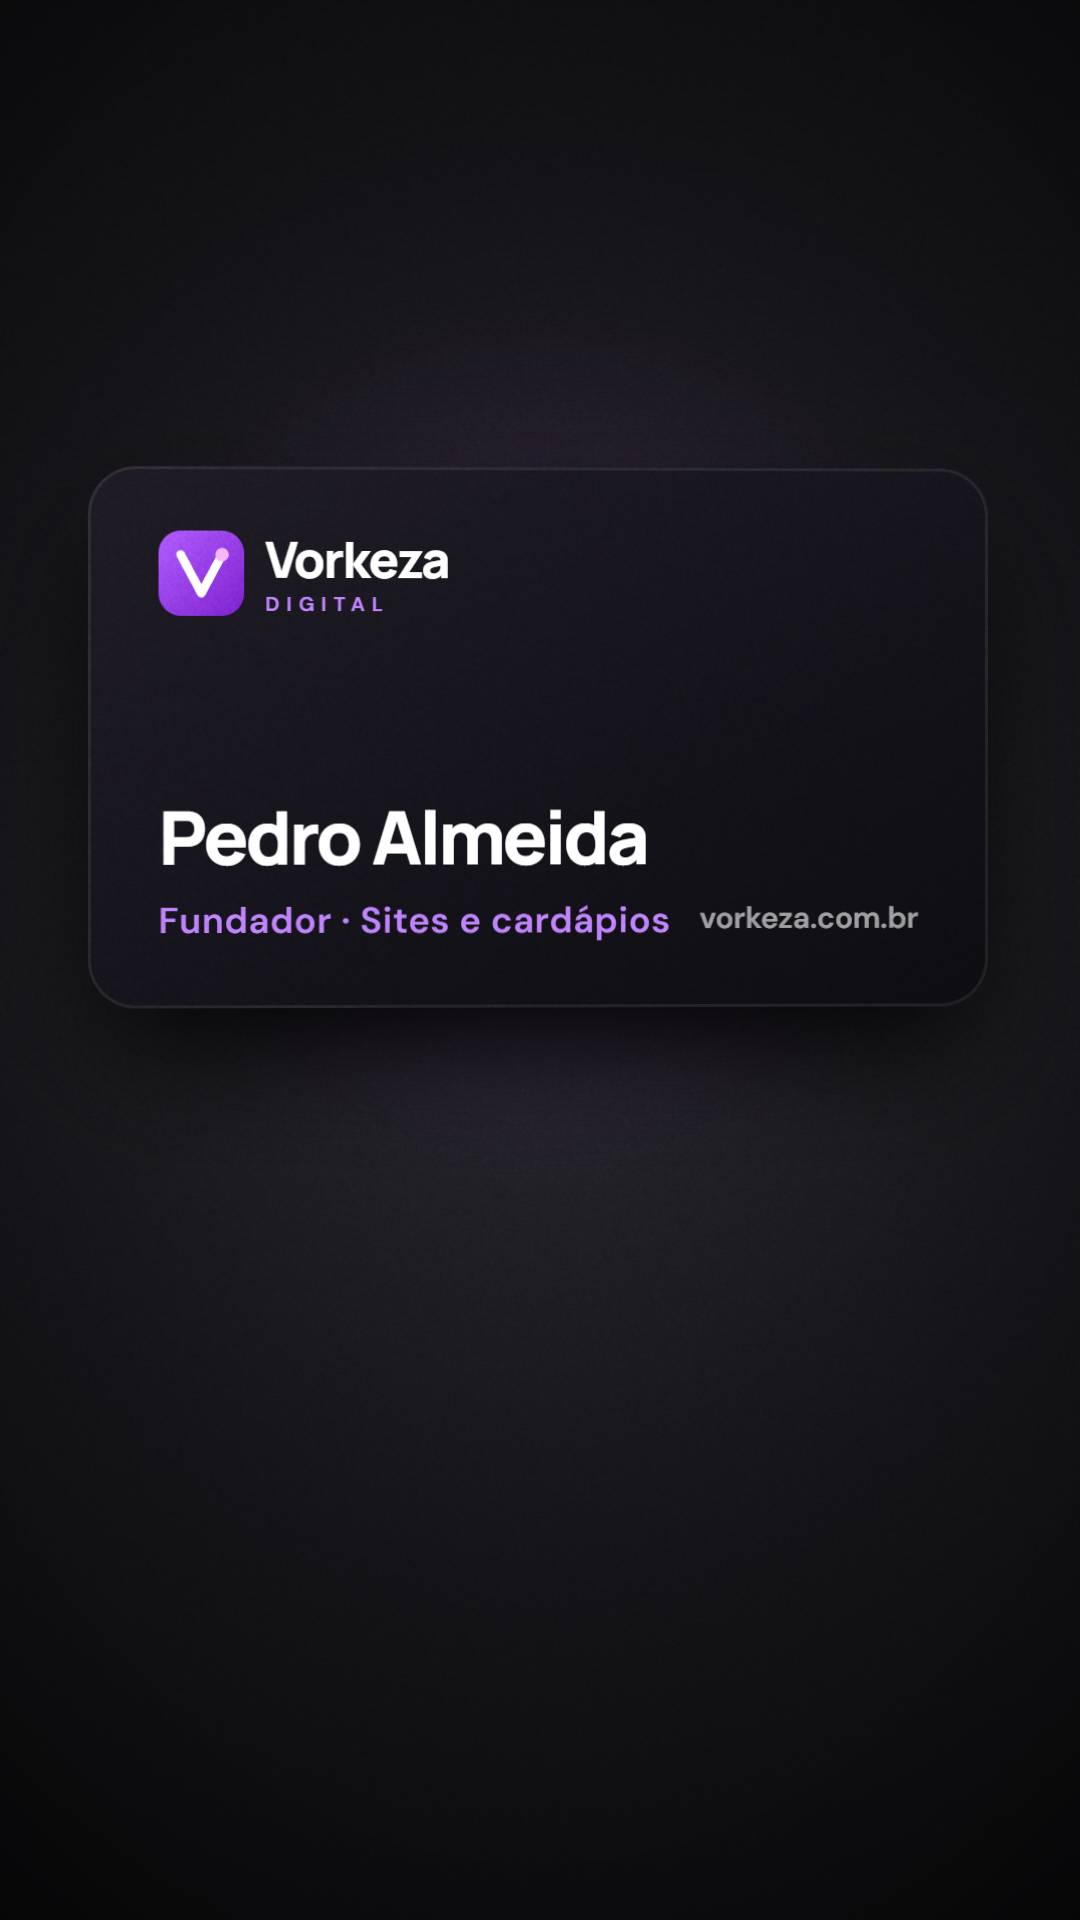 Vorkeza
DIGITAL
Pedro Almeida
Fundador · Sites e cardápios
vorkeza.com.br